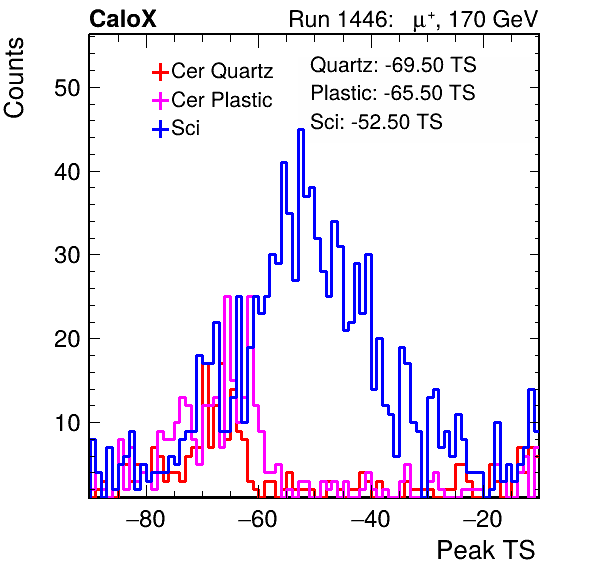 CaloX Run 1446: μ⁺, 170 GeV
Counts
Cer Quartz
Cer Plastic
Sci
Quartz: -69.50 TS
Plastic: -65.50 TS
Sci: -52.50 TS
50
40
30
20
10
−80 −60 −40 −20
Peak TS